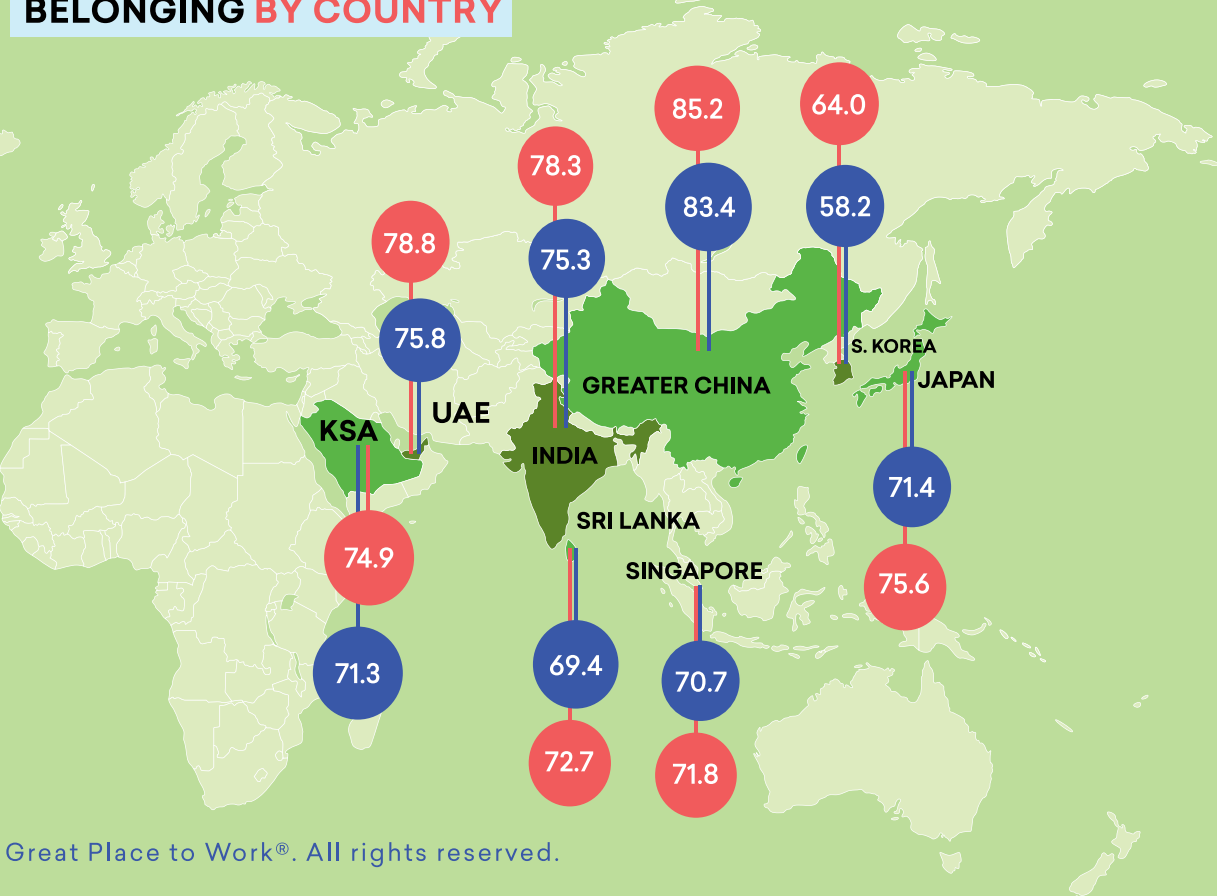 BELONGING BY COUNTRY
85.2
64.0
78.3
83.4
58.2
78.8
75.3
75.8
S. KOREA
JAPAN
GREATER CHINA
UAE
KSA
INDIA
71.4
SRI LANKA
74.9
SINGAPORE
75.6
71.3
69.4
70.7
72.7
71.8
Great Place to Work®. All rights reserved.